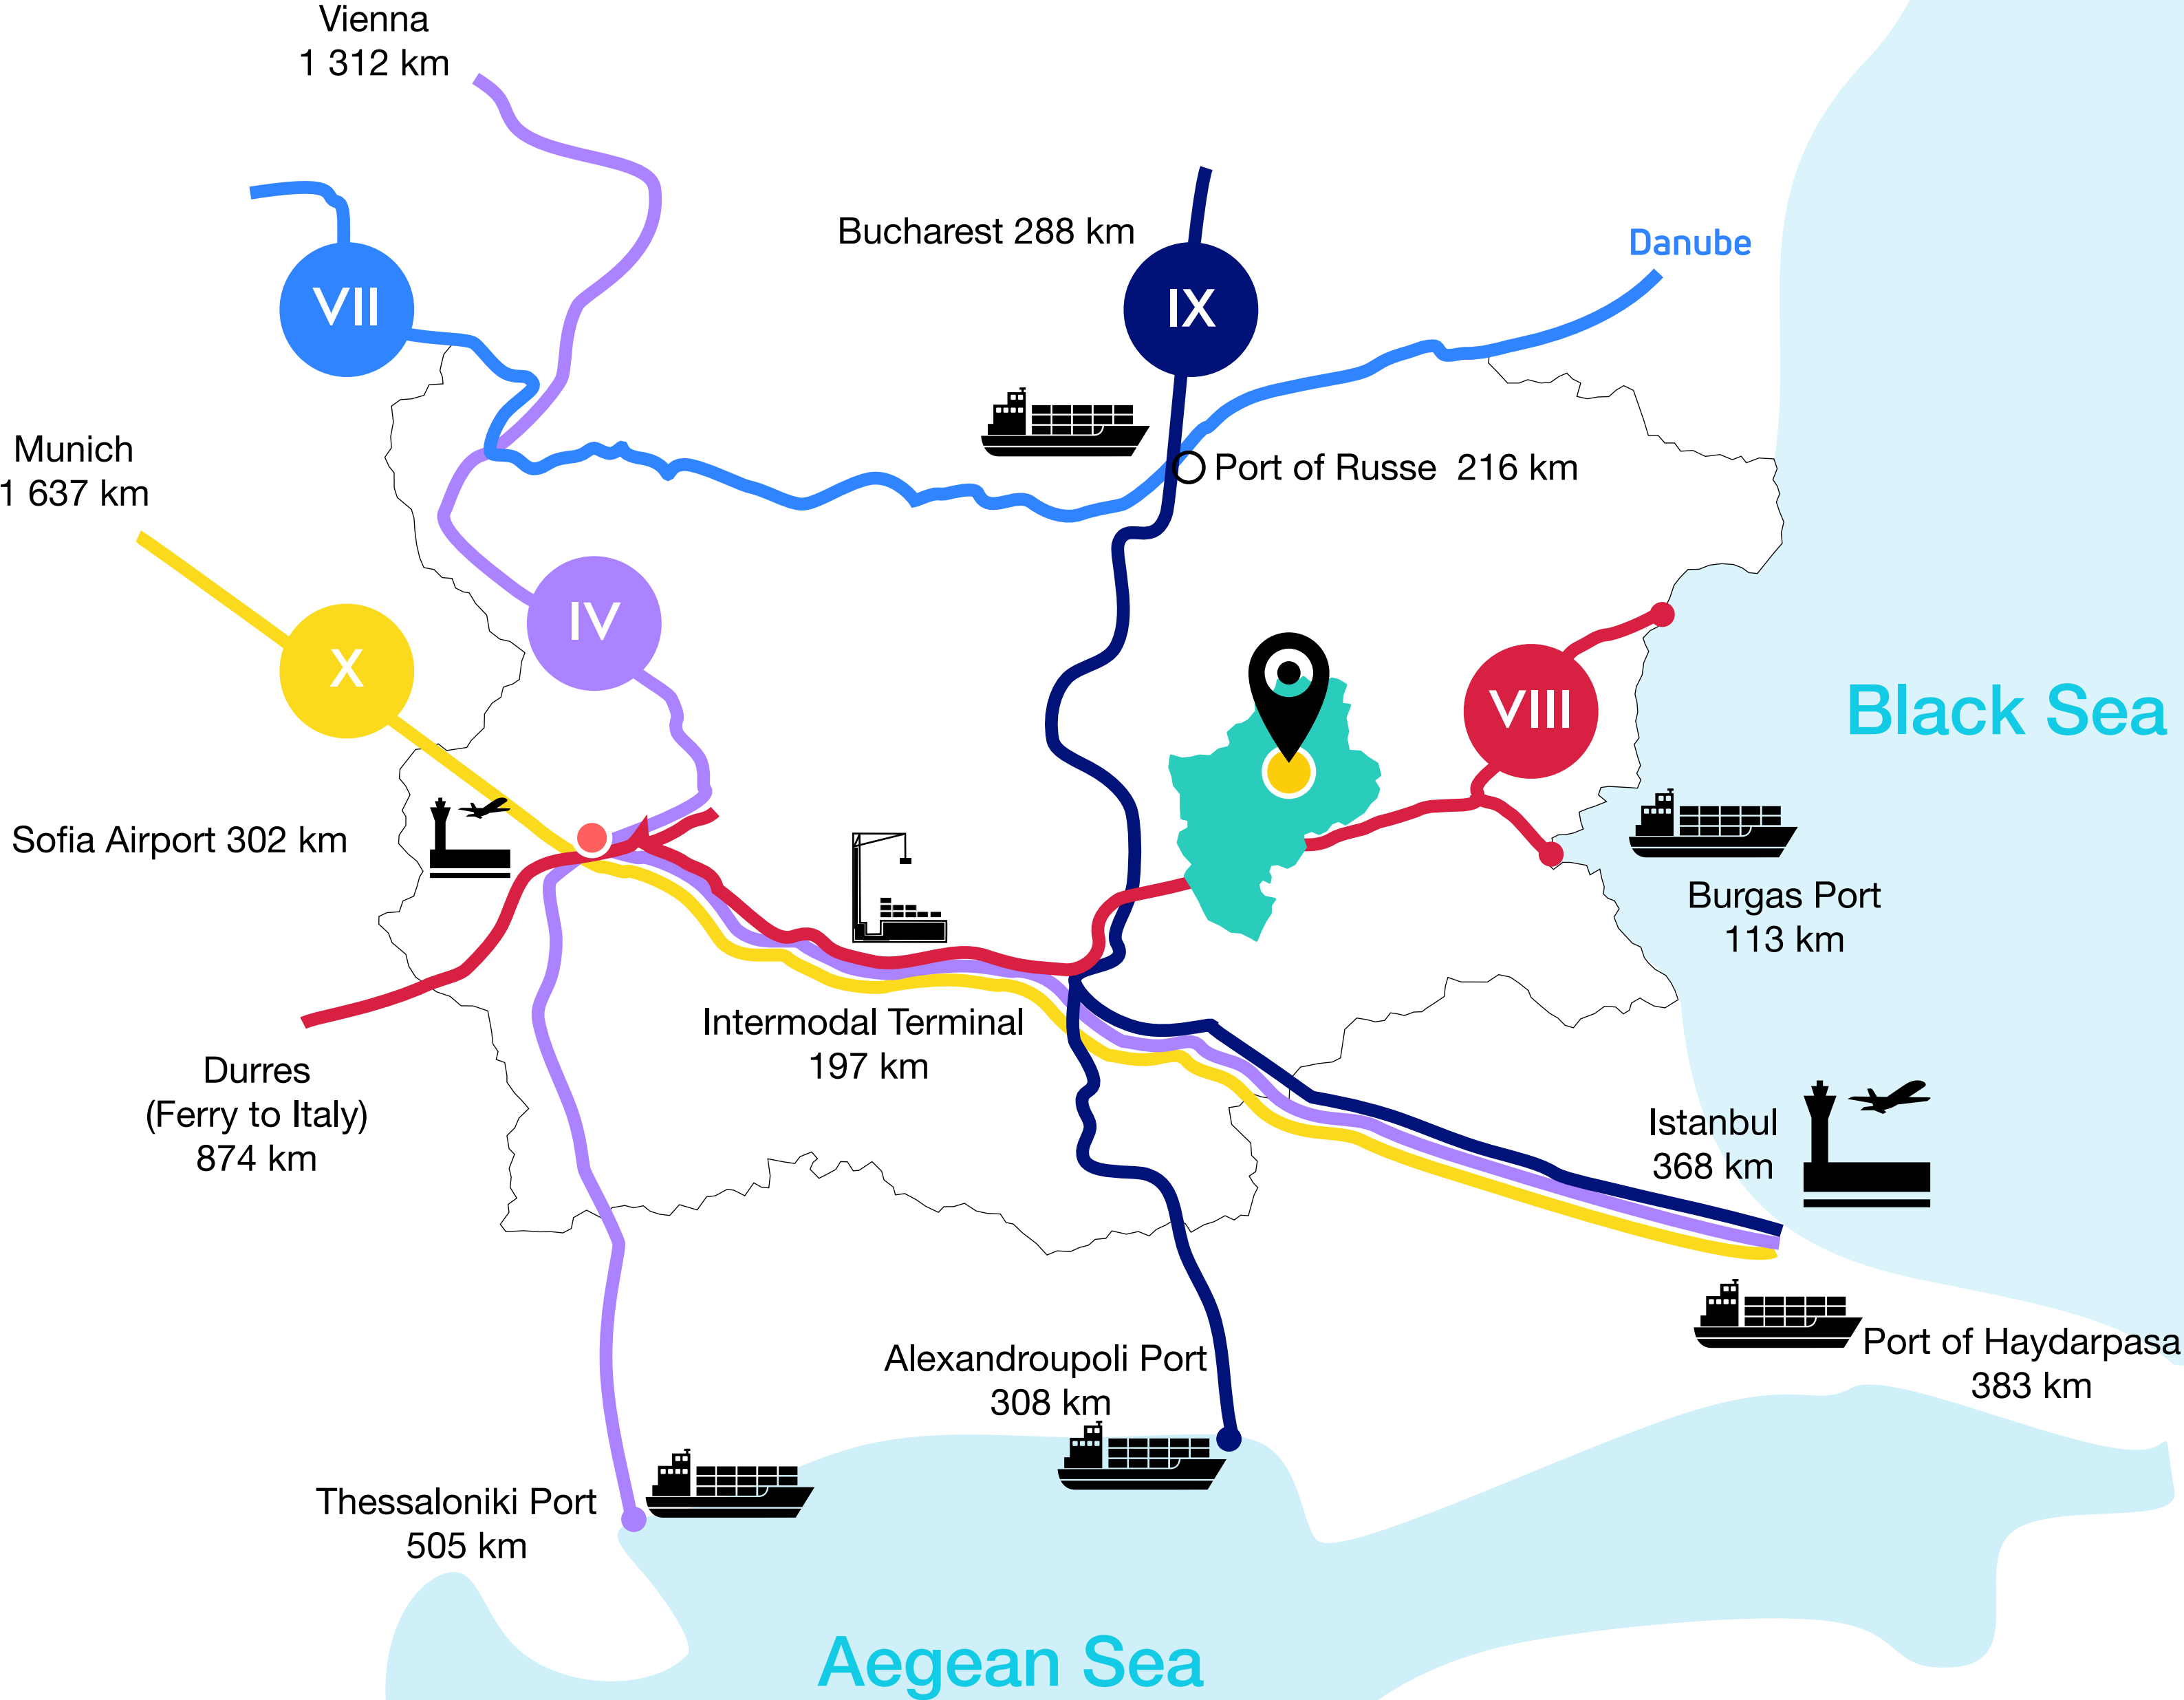 Vienna
1 312 km
Bucharest 288 km
Danube
VII
IX
Munich
1 637 km
Port of Russe 216 km
IV
X
VIII
Black Sea
Sofia Airport 302 km
Burgas Port
113 km
Intermodal Terminal
197 km
Durres
(Ferry to Italy)
874 km
Istanbul
368 km
Port of Haydarpasa
383 km
Alexandroupoli Port
308 km
Thessaloniki Port
505 km
Aegean Sea